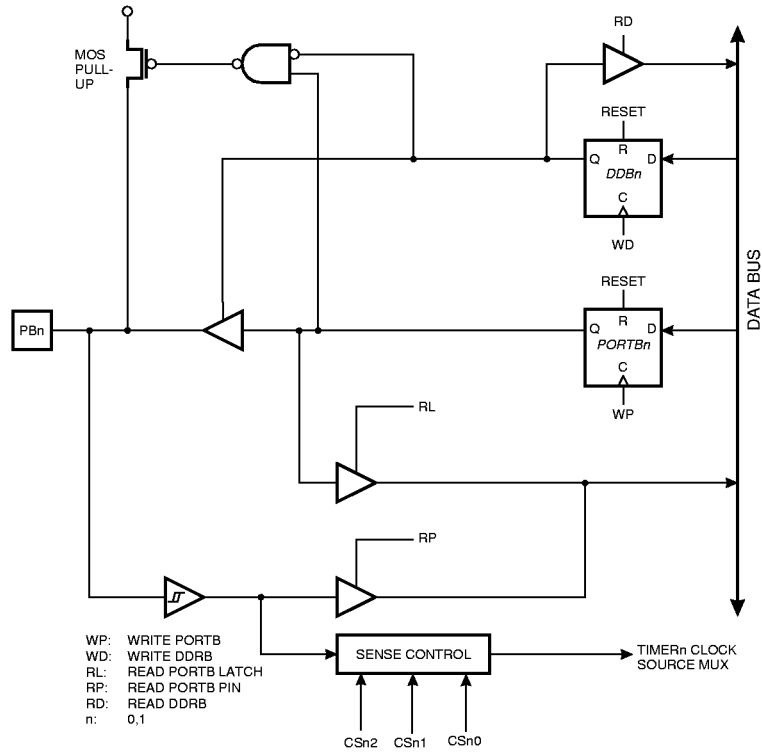 RD
MOS
PULL-
UP
RESET
R
Q
D
DDBn
C
WD
RESET
R
Q
D
PORTBn
C
WP
PBn
DATA BUS
RL
RP
WP: WRITE PORTB
WD: WRITE DDRB
RL: READ PORTB LATCH
RP: READ PORTB PIN
RD: READ DDRB
n: 0,1
SENSE CONTROL
TIMERn CLOCK
SOURCE MUX
CSn2
CSn1
CSn0